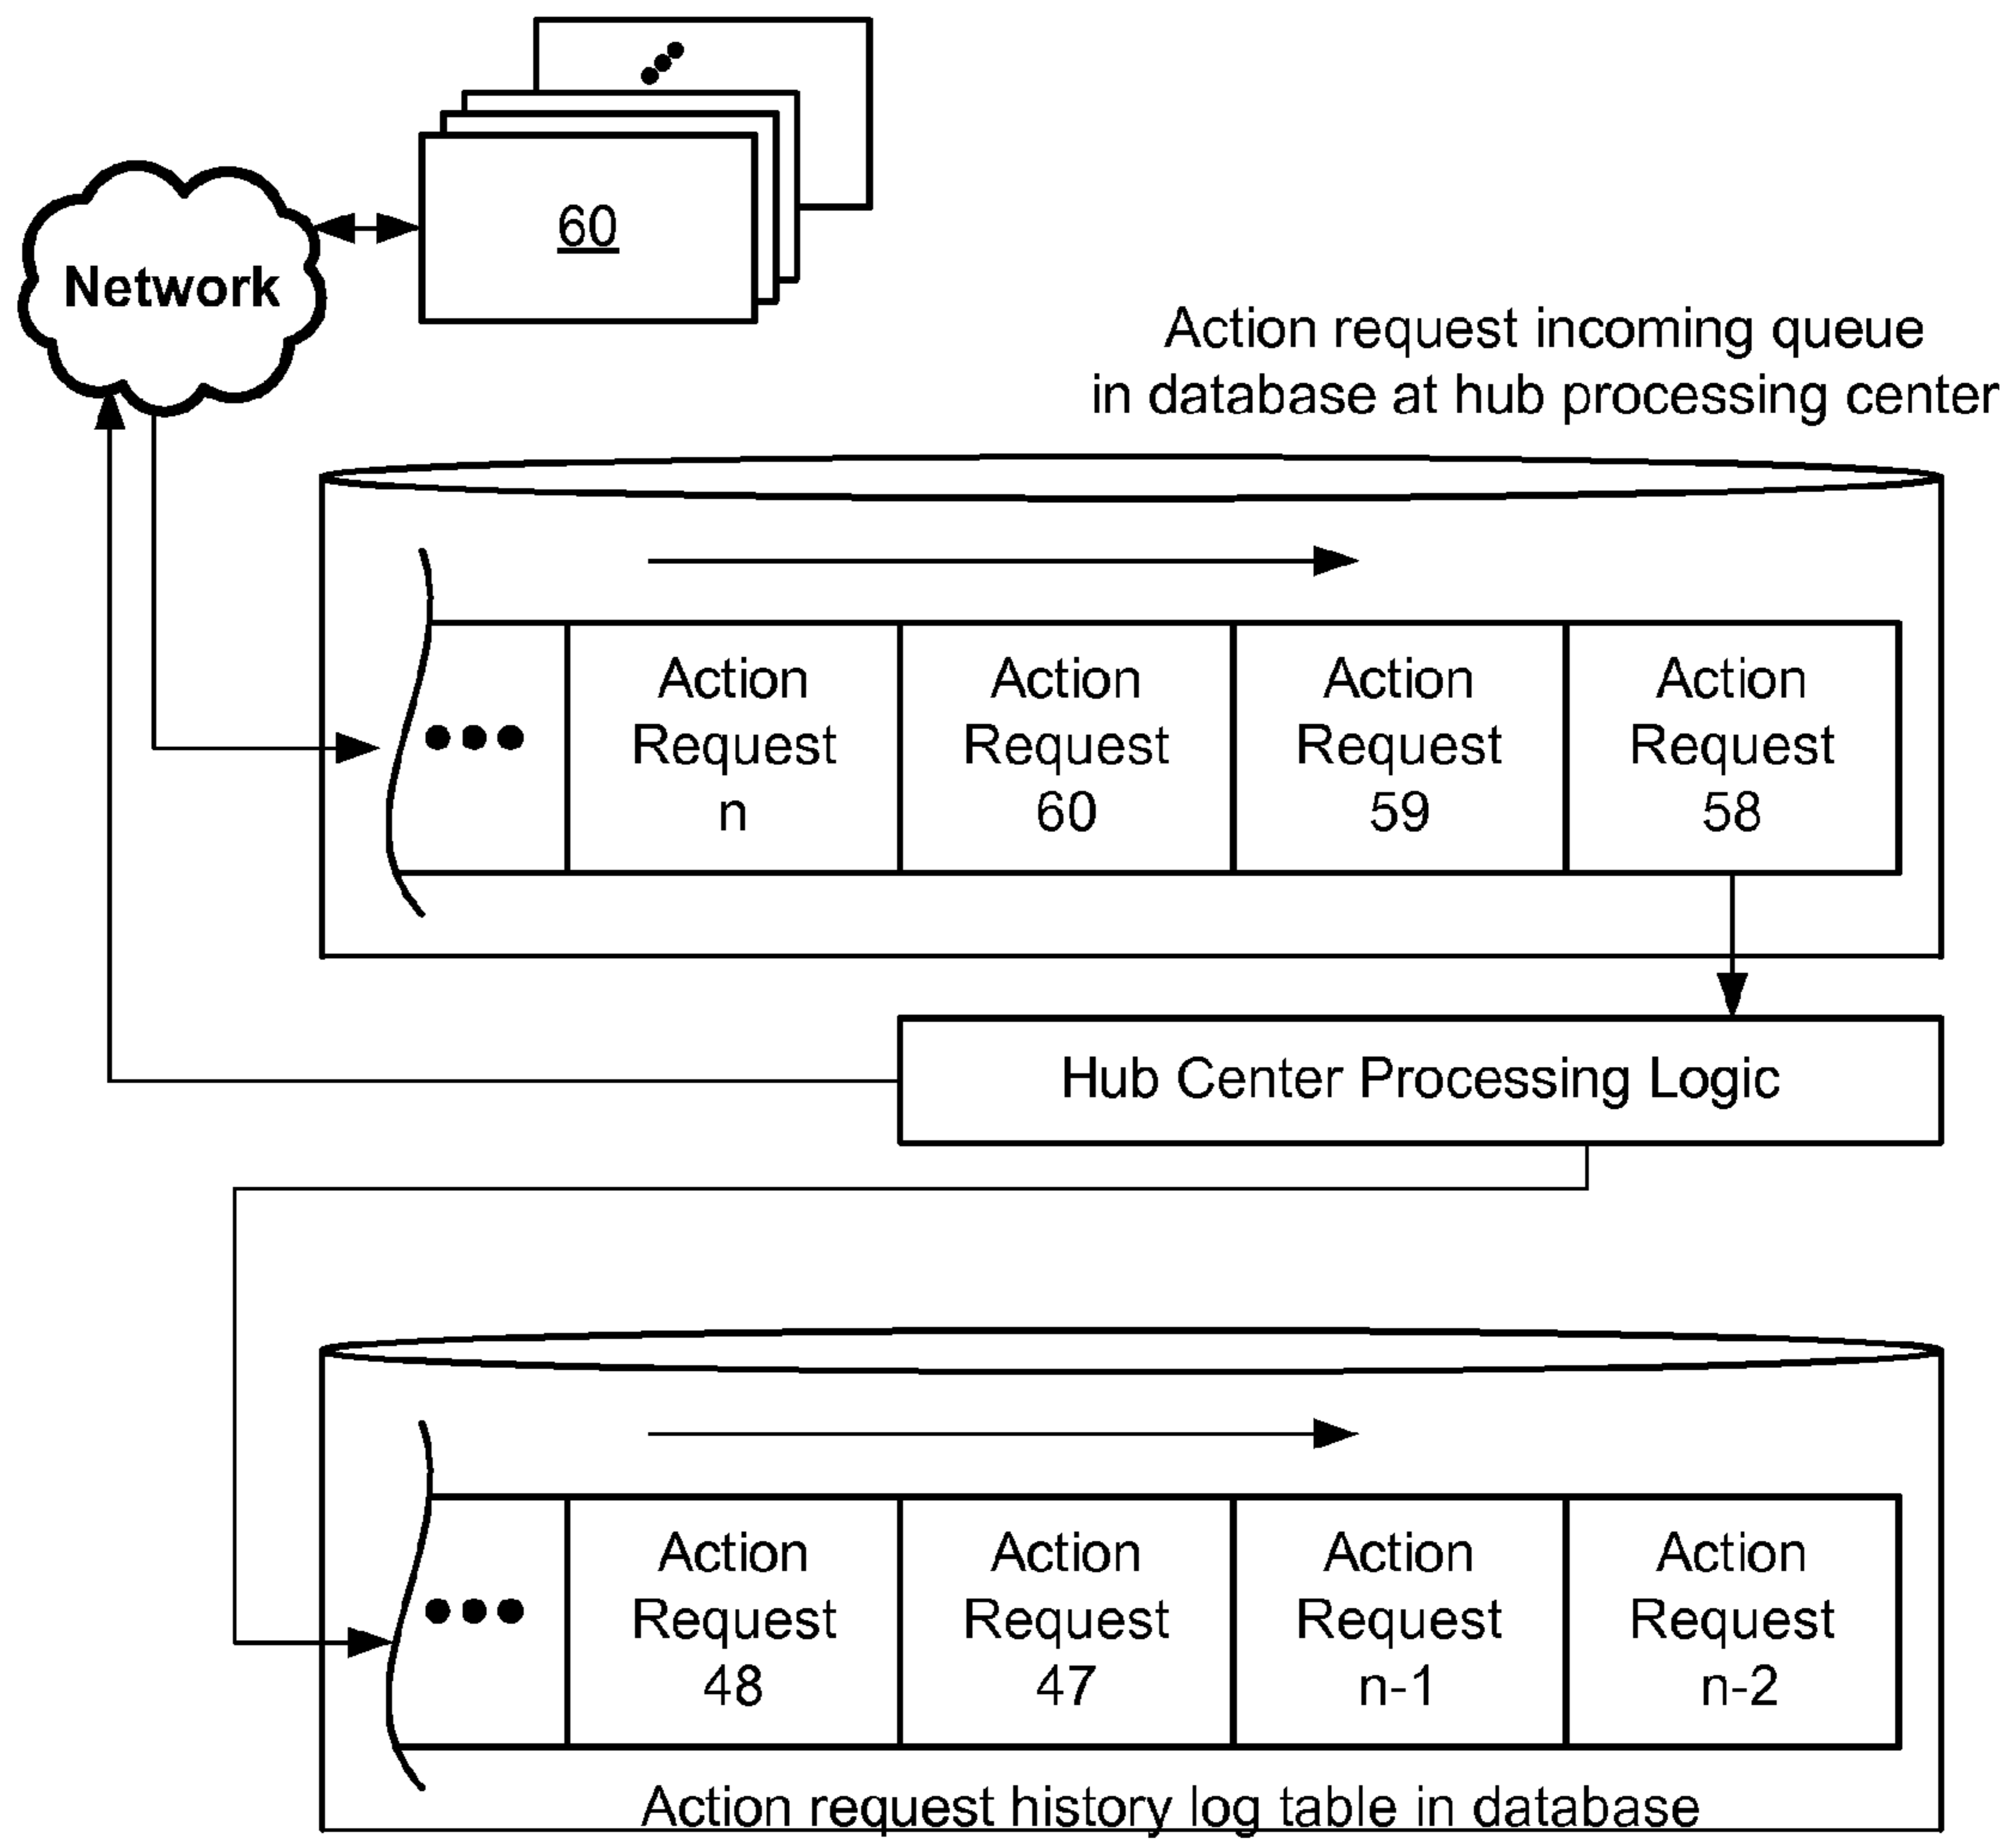 60
Network
Action request incoming queue
in database at hub processing center
Action
Request
n
Action
Request
60
Action
Request
59
Action
Request
58
Hub Center Processing Logic
Action
Request
48
Action
Request
47
Action
Request
n-1
Action
Request
n-2
Action request history log table in database